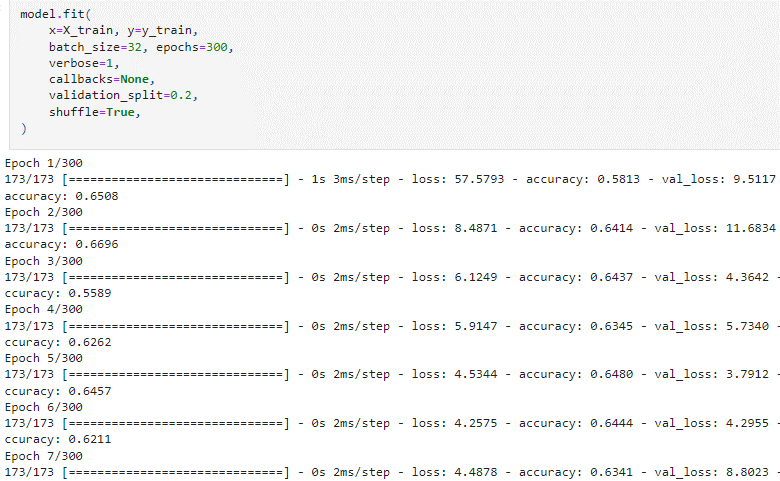 model.fit(
    x=X_train, y=y_train,
    batch_size=32, epochs=300,
    verbose=1,
    callbacks=None,
    validation_split=0.2,
    shuffle=True,
)
Epoch 1/300
173/173 [==============================] - 1s 3ms/step - loss: 57.5793 - accuracy: 0.5813 - val_loss: 9.5117
accuracy: 0.6508
Epoch 2/300
173/173 [==============================] - 0s 2ms/step - loss: 8.4871 - accuracy: 0.6414 - val_loss: 11.6834
accuracy: 0.6696
Epoch 3/300
173/173 [==============================] - 0s 2ms/step - loss: 6.1249 - accuracy: 0.6437 - val_loss: 4.3642 -
ccuracy: 0.5589
Epoch 4/300
173/173 [==============================] - 0s 2ms/step - loss: 5.9147 - accuracy: 0.6345 - val_loss: 5.7340 -
ccuracy: 0.6262
Epoch 5/300
173/173 [==============================] - 0s 2ms/step - loss: 4.5344 - accuracy: 0.6480 - val_loss: 3.7912 -
ccuracy: 0.6457
Epoch 6/300
173/173 [==============================] - 0s 2ms/step - loss: 4.2575 - accuracy: 0.6444 - val_loss: 4.2955 -
ccuracy: 0.6211
Epoch 7/300
173/173 [==============================] - 0s 2ms/step - loss: 4.4878 - accuracy: 0.6341 - val_loss: 8.8023 -